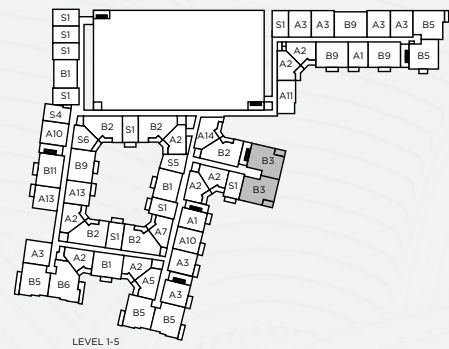 S1 S1 A3 A3 B9 A3 A3 B5
S1
S1 A2 B9 A1 B9 B5
B1 A2
S1 A11
S4
A10 S6 B2 S1 B2 A2 A14 B2 B3
B11 B9 S5 A2 A2 S1 B3
A13 A13 B1
S1
A2 B2 S1 B2 A7 A1
A10
A3 A2 B1 A2 A5 A3
B5 B6 B5 B5
LEVEL 1-5